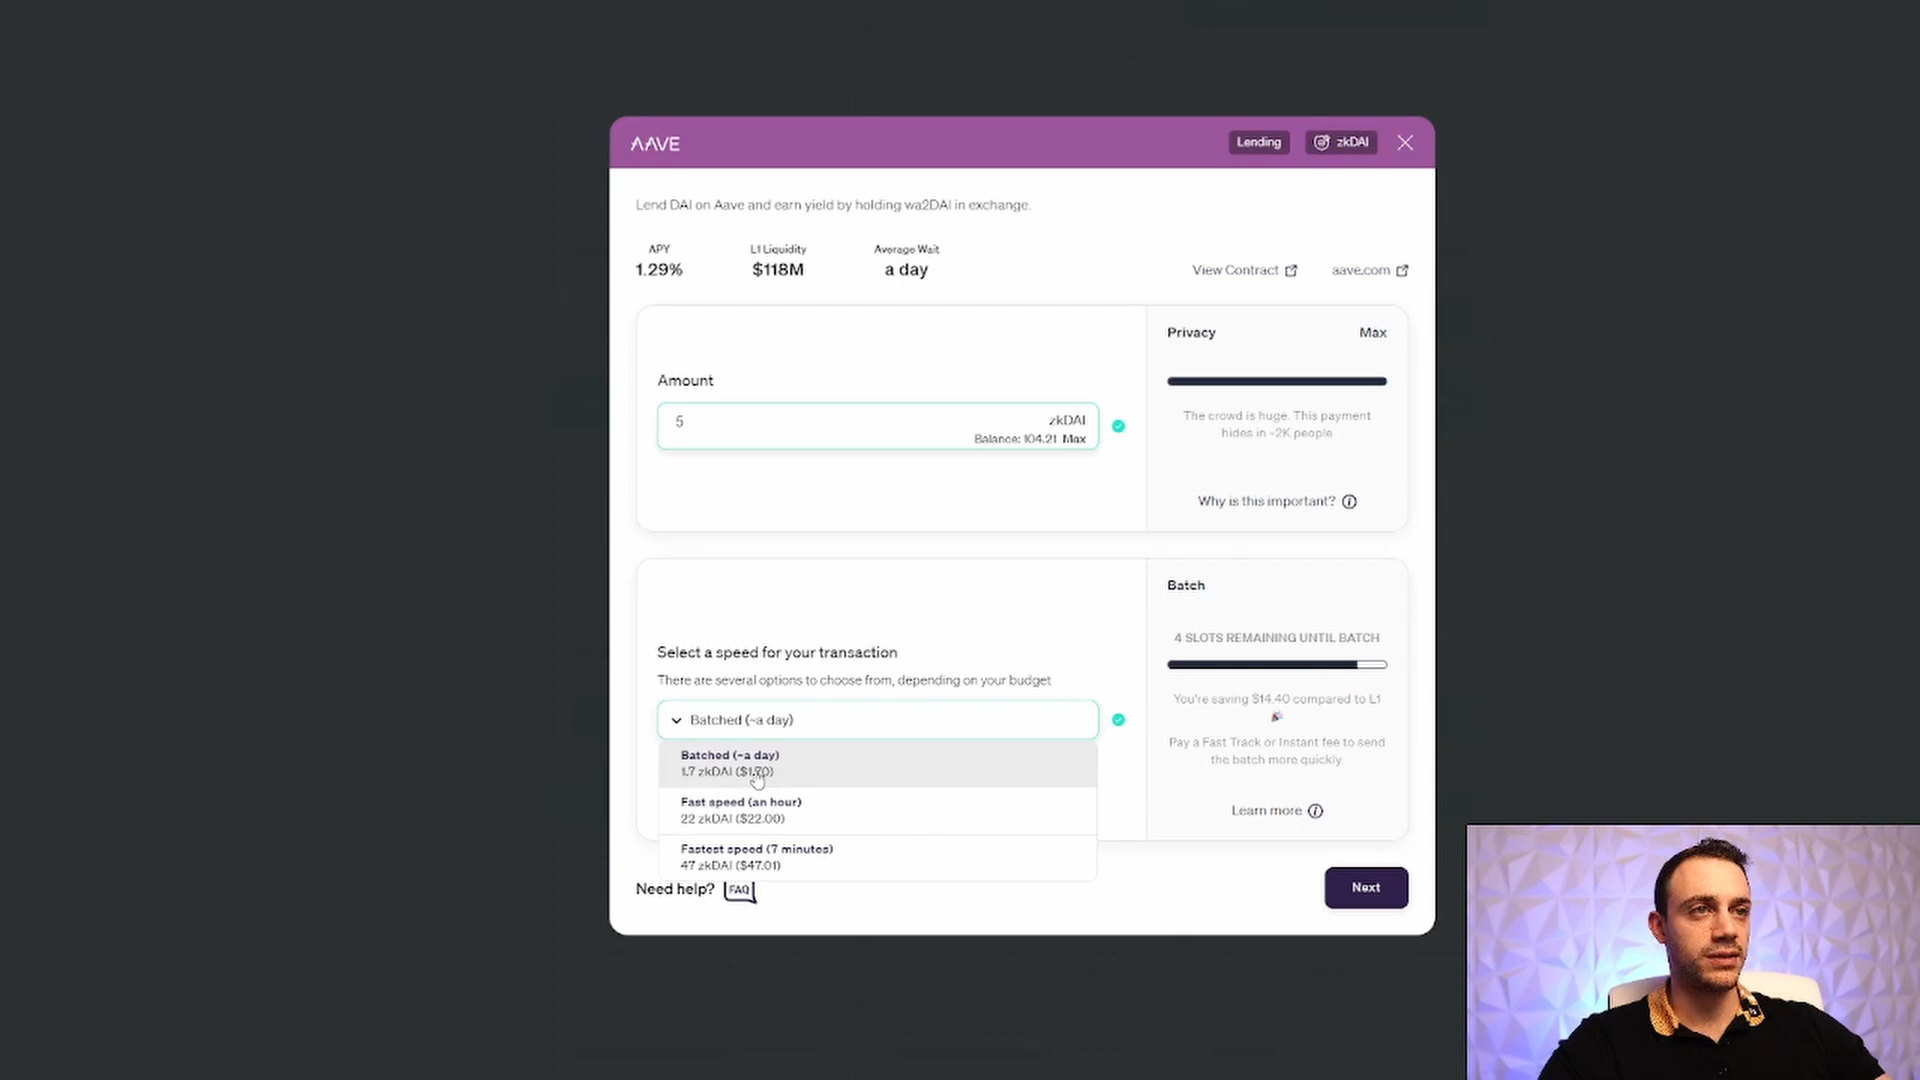 AAVE
Lending
zkDAI
Lend DAI on Aave and earn yield by holding wa2DAI in exchange.
APY
1.29%
L1 Liquidity
$118M
Average Wait
a day
View Contract
aave.com
Amount
5
zkDAI
Balance: 104.21 Max
Privacy
Max
The crowd is huge. This payment
hides in ~2K people
Why is this important?
Select a speed for your transaction
There are several options to choose from, depending on your budget
Batched (~a day)
Batched (~a day)
1.7 zkDAI ($1.70)
Fast speed (an hour)
22 zkDAI ($22.00)
Fastest speed (7 minutes)
47 zkDAI ($47.01)
Batch
4 SLOTS REMAINING UNTIL BATCH
You're saving $14.40 compared to L1
Pay a Fast Track or Instant fee to send
the batch more quickly.
Learn more
Need help?
FAQ
Next